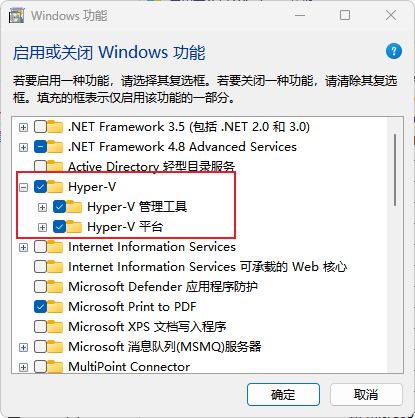 Windows 功能
启用或关闭 Windows 功能
若要启用一种功能，请选择其复选框。若要关闭一种功能，请清除其复选
框。填充的框表示仅启用该功能的一部分。
.NET Framework 3.5 (包括 .NET 2.0 和 3.0)
.NET Framework 4.8 Advanced Services
Active Directory 轻型目录服务
Hyper-V
Hyper-V 管理工具
Hyper-V 平台
Internet Information Services
Internet Information Services 可承载的 Web 核心
Microsoft Defender 应用程序防护
Microsoft Print to PDF
Microsoft XPS 文档写入程序
Microsoft 消息队列(MSMQ)服务器
MultiPoint Connector
确定
取消